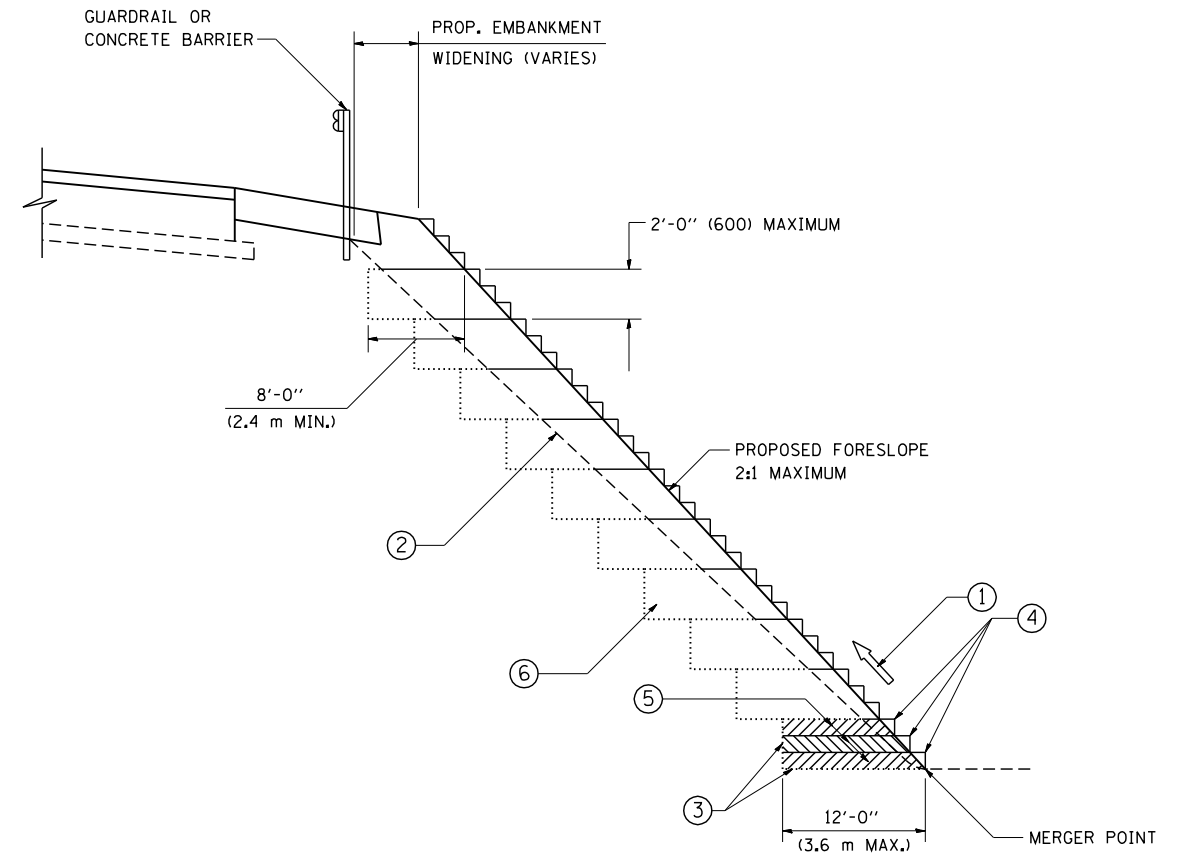 GUARDRAIL OR
CONCRETE BARRIER
PROP. EMBANKMENT
WIDENING (VARIES)
2'-0" (600) MAXIMUM
8'-0"
(2.4 m MIN.)
PROPOSED FORESLOPE
2:1 MAXIMUM
2
1
4
6
5
3
12'-0"
(3.6 m MAX.)
MERGER POINT